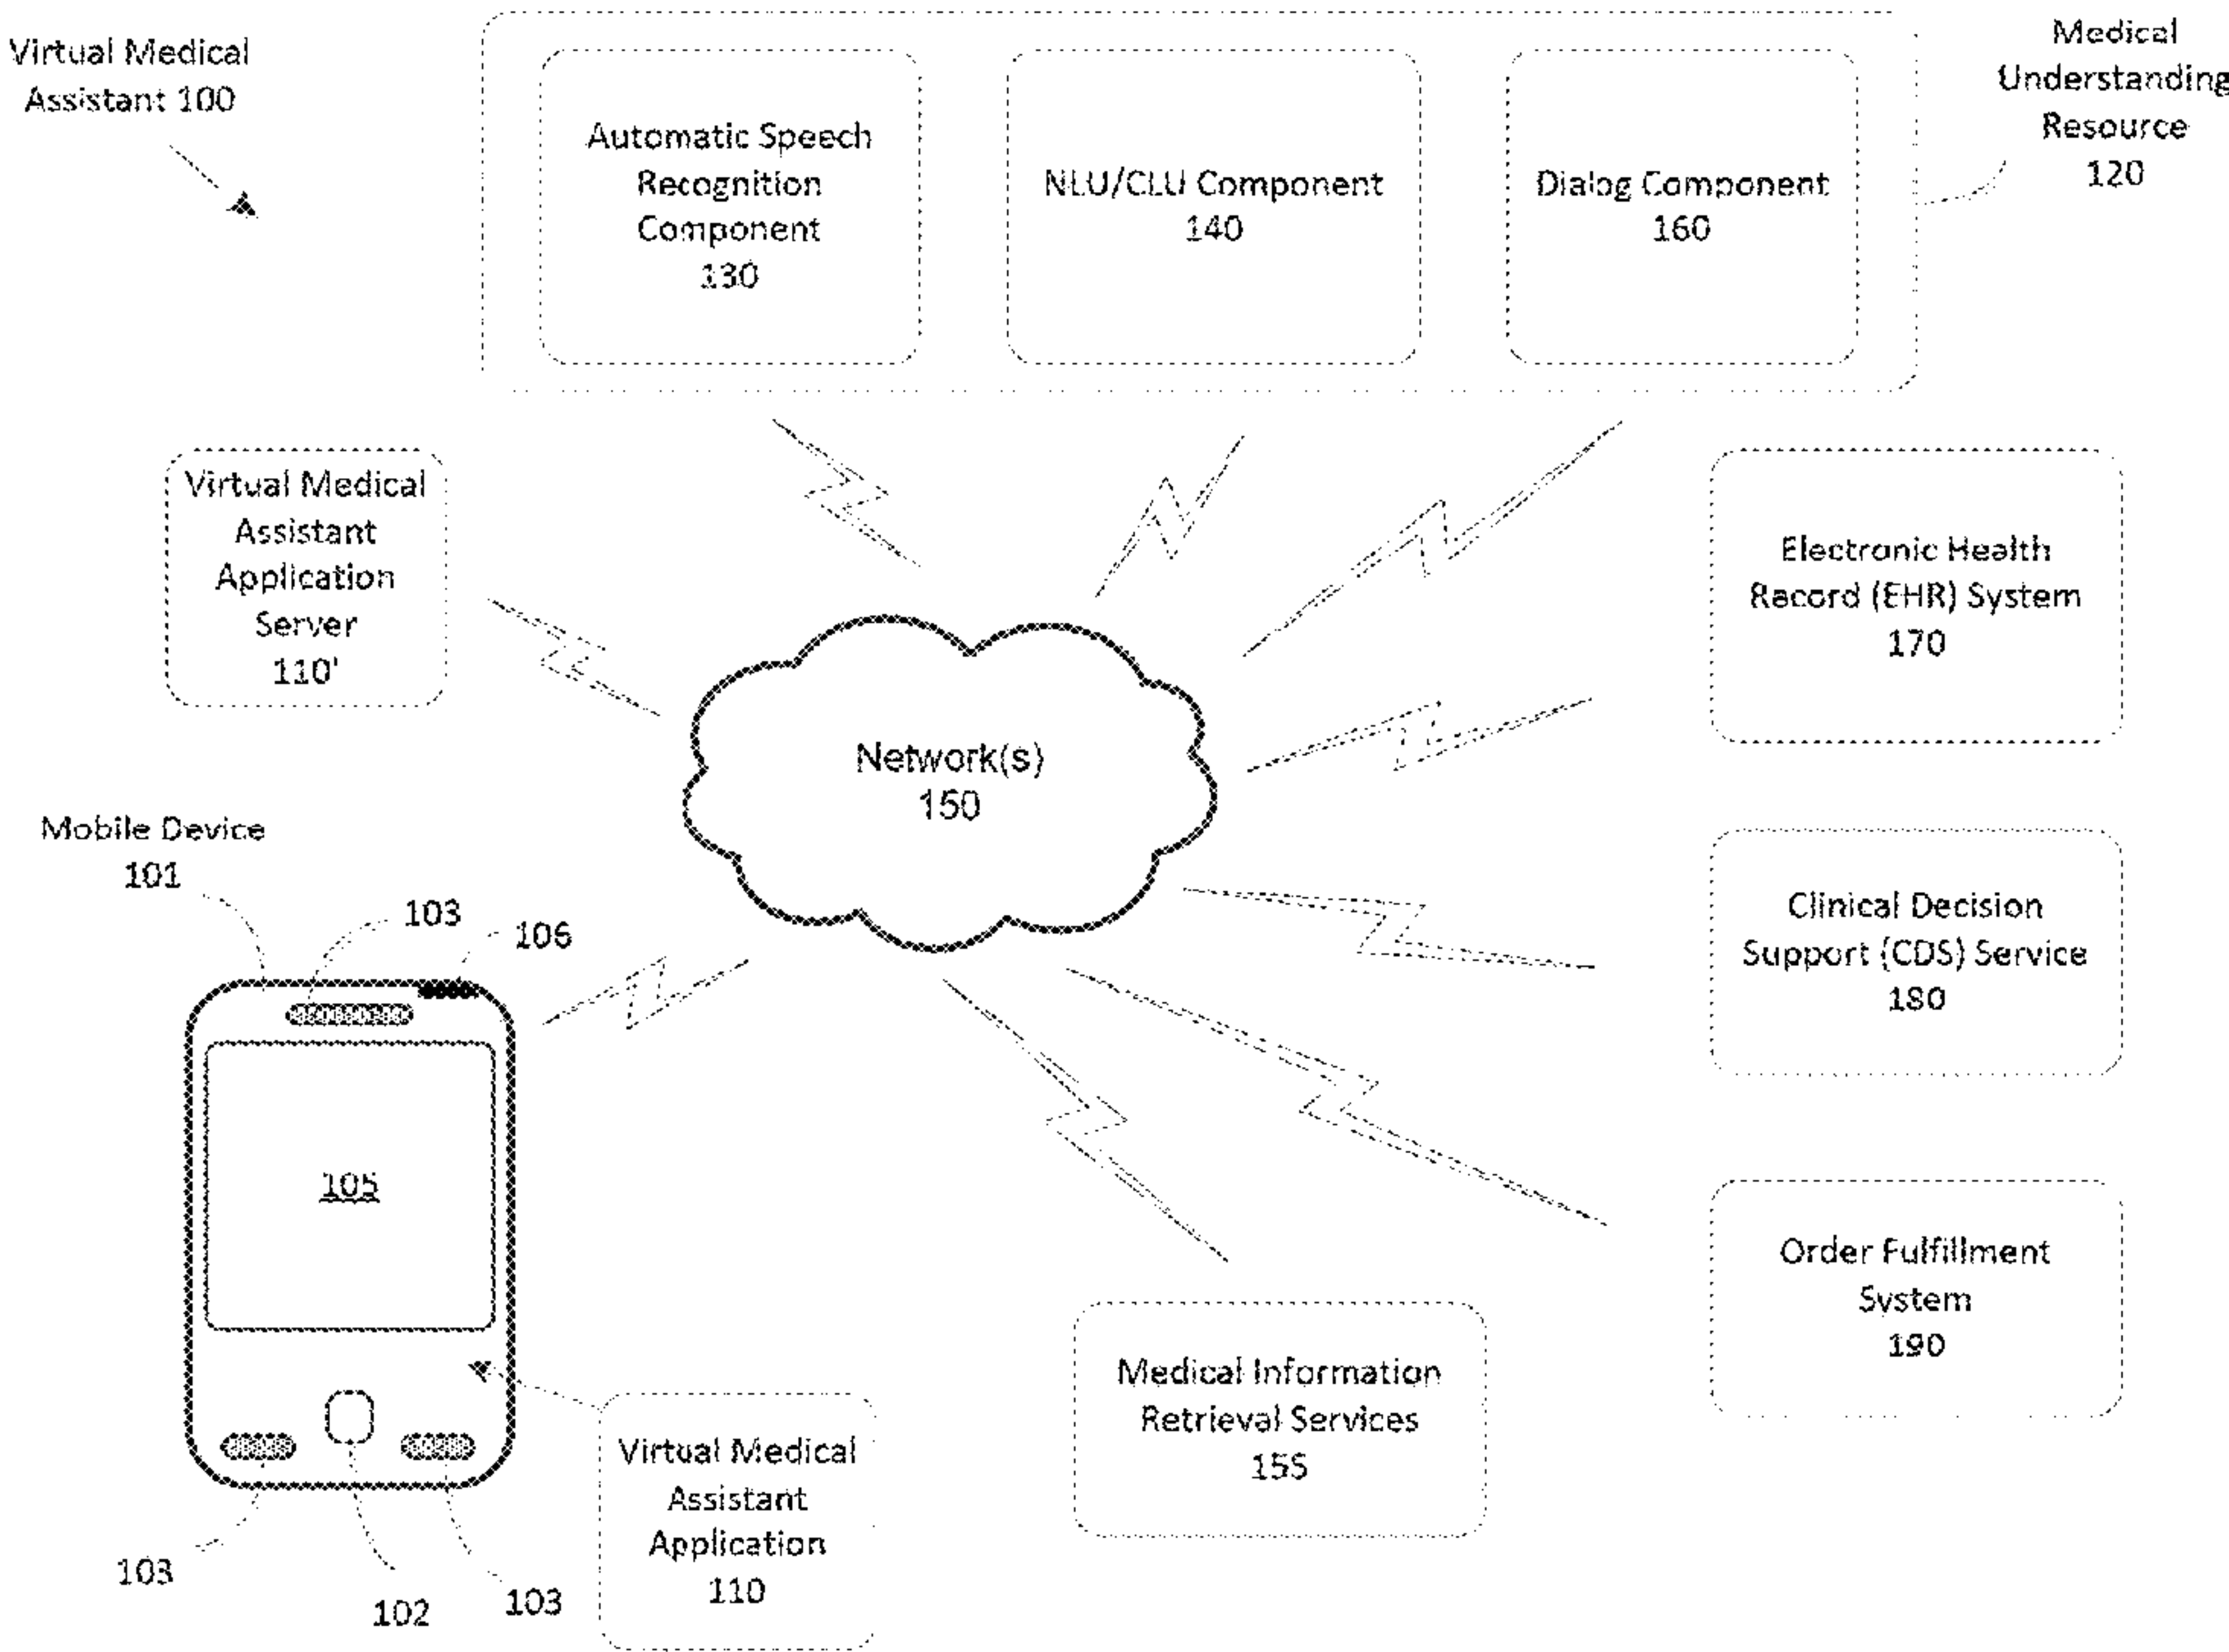 Virtual Medical
Assistant 100
Automatic Speech
Recognition
Component
130
NLU/CLU Component
140
Dialog Component
160
Medical
Understanding
Resource
120
Virtual Medical
Assistant
Application
Server
110'
Electronic Health
Record (EHR) System
170
Network(s)
150
Mobile Device
101
103
106
105
Clinical Decision
Support (CDS) Service
180
Order Fulfillment
System
190
Medical Information
Retrieval Services
155
Virtual Medical
Assistant
Application
110
103
102
103